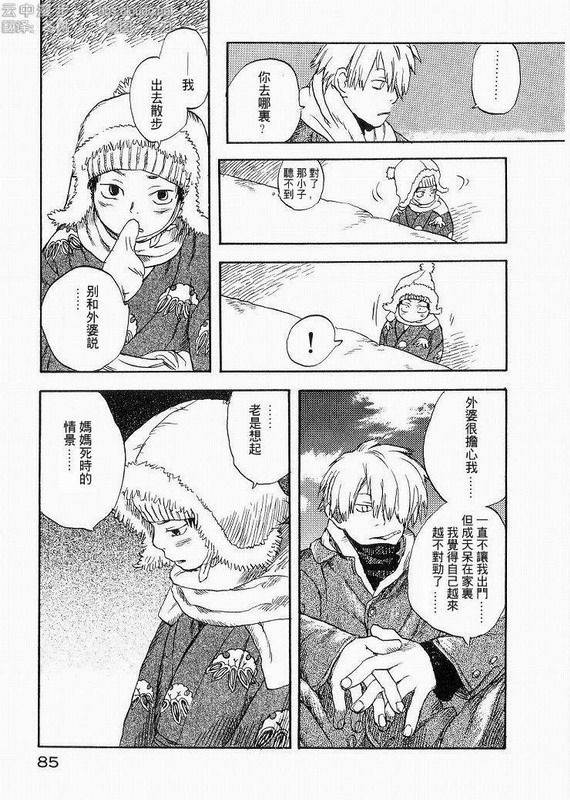 ………
你去哪裏？
對了，
那小子
聽不到
！
——我
出去散步
——
別和外婆説
……
外婆很擔心我……
一直不讓我出門
但成天呆在家裏
我覺得自己越來
越不對勁了……
老是想起
……
媽媽死時的
情景……
85
云中
翻译